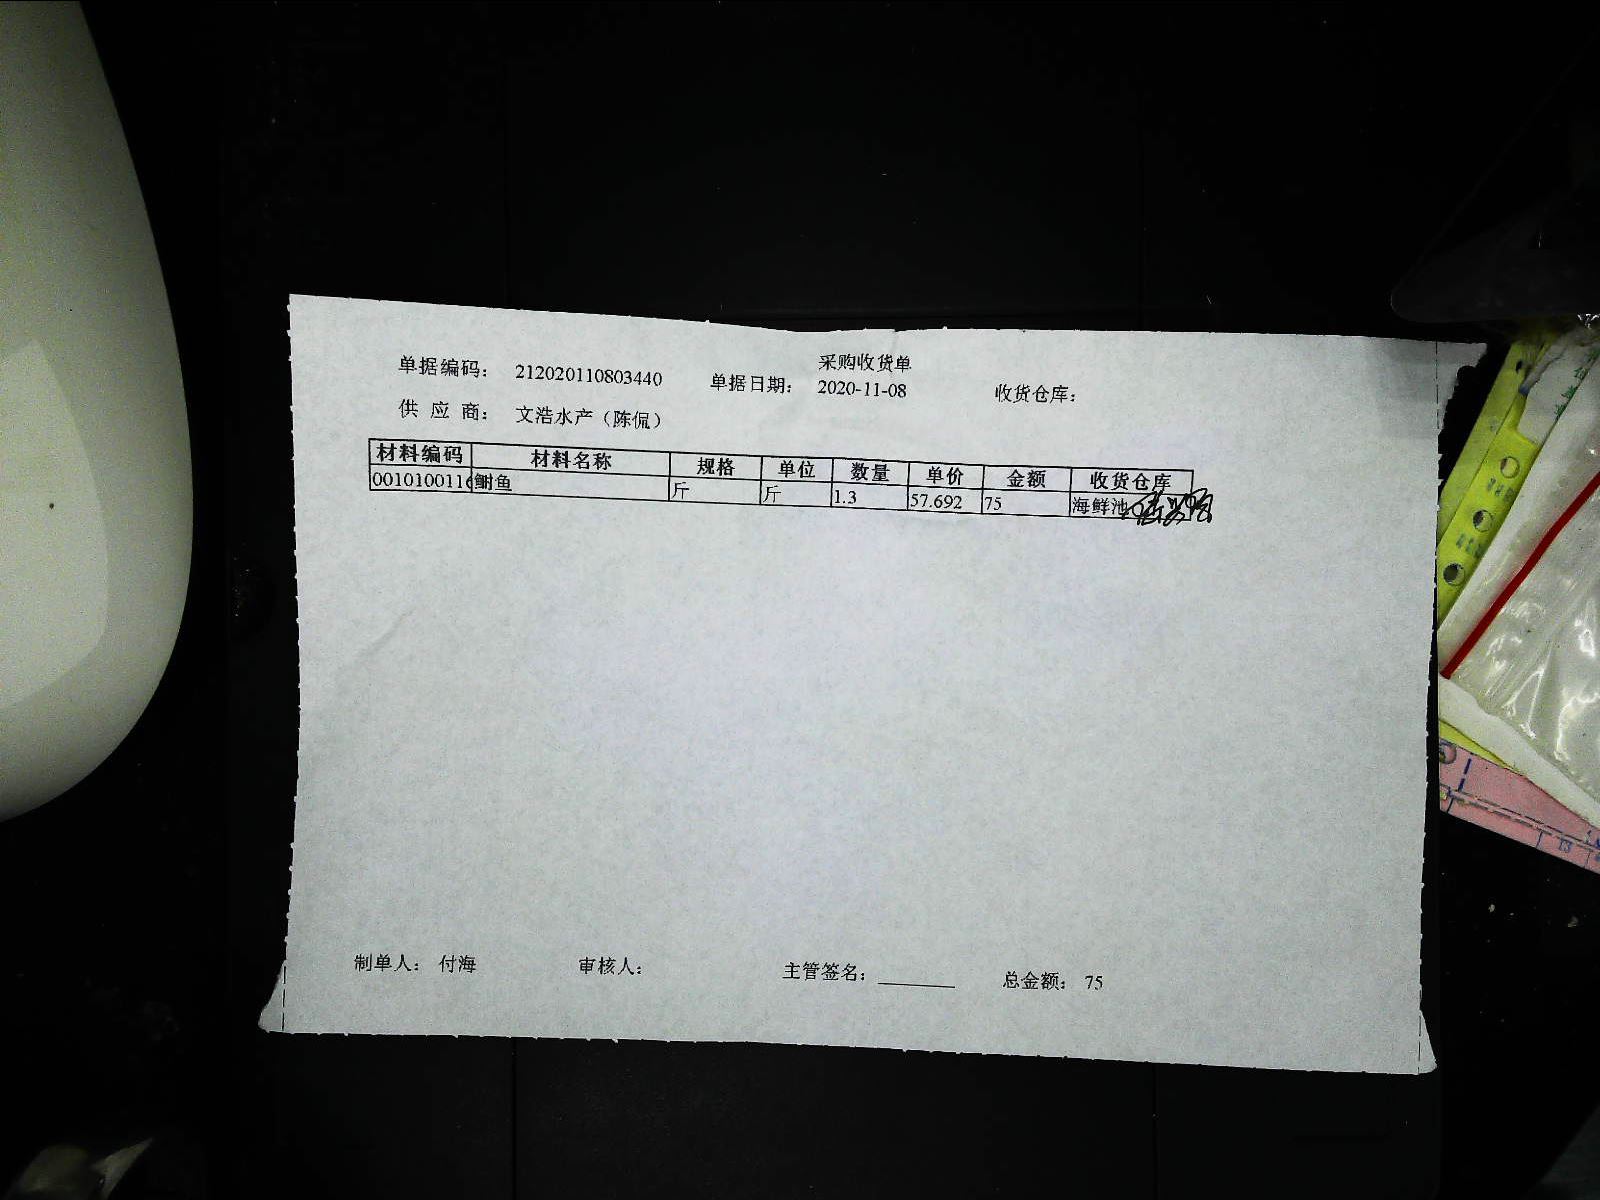 采购收货单
单据编码： 212020110803440 单据日期： 2020-11-08 收货仓库：
供 应 商： 文浩水产（陈侃）
材料编码 材料名称 规格 单位 数量 单价 金额 收货仓库
0010100116 鲋鱼 斤 斤 1.3 57.692 75 海鲜池
制单人： 付海 审核人： 主管签名： 总金额： 75